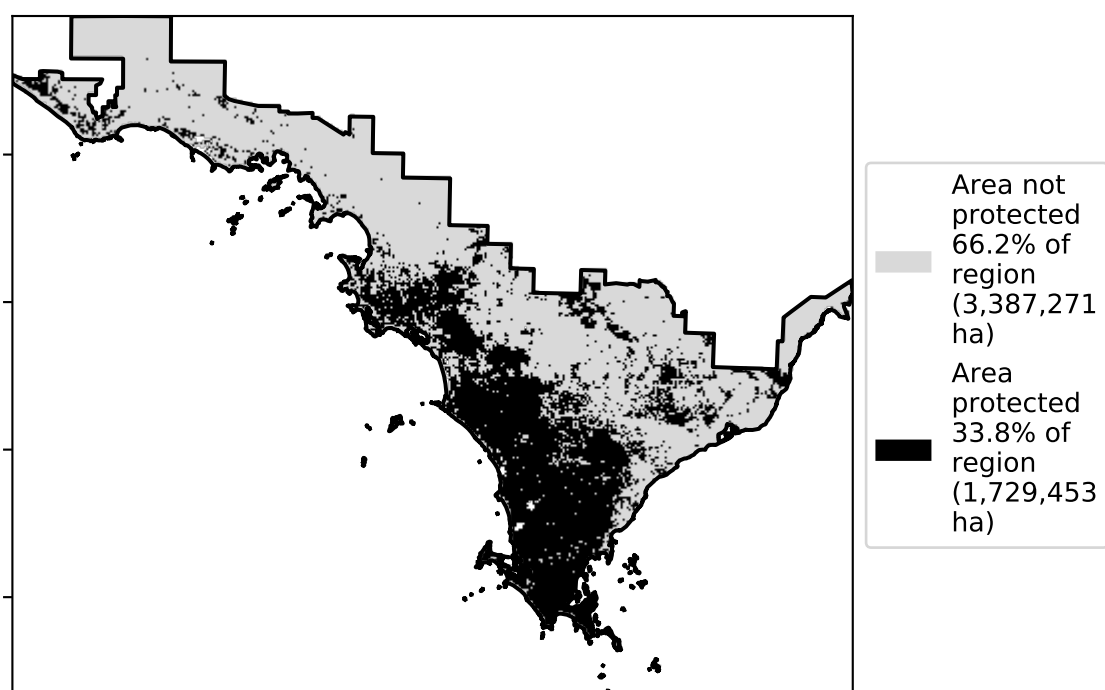 Area not
protected
66.2% of
region
(3,387,271
ha)
Area
protected
33.8% of
region
(1,729,453
ha)